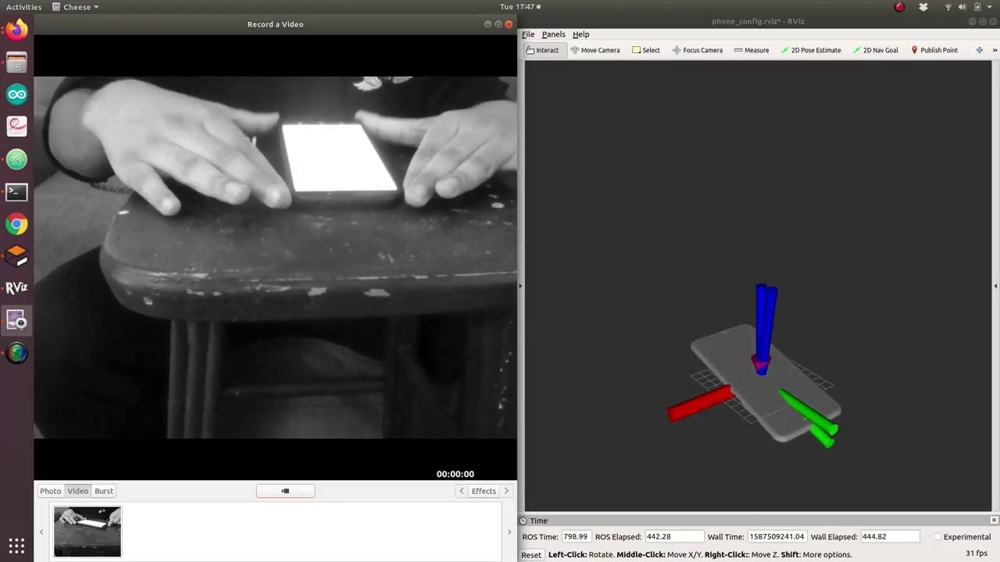 Activities Cheese Tue 17:47
Record a Video
phone_config.rviz* - RViz
File Panels Help
Interact Move Camera Select Focus Camera Measure 2D Pose Estimate 2D Nav Goal Publish Point »
RViz
00:00:00
Photo Video Burst Effects
Time
ROS Time: 798.99 ROS Elapsed: 442.28 Wall Time: 1587509241.04 Wall Elapsed: 444.82 Experimental
Reset Left-Click: Rotate. Middle-Click: Move X/Y. Right-Click:: Move Z. Shift: More options. 31 fps